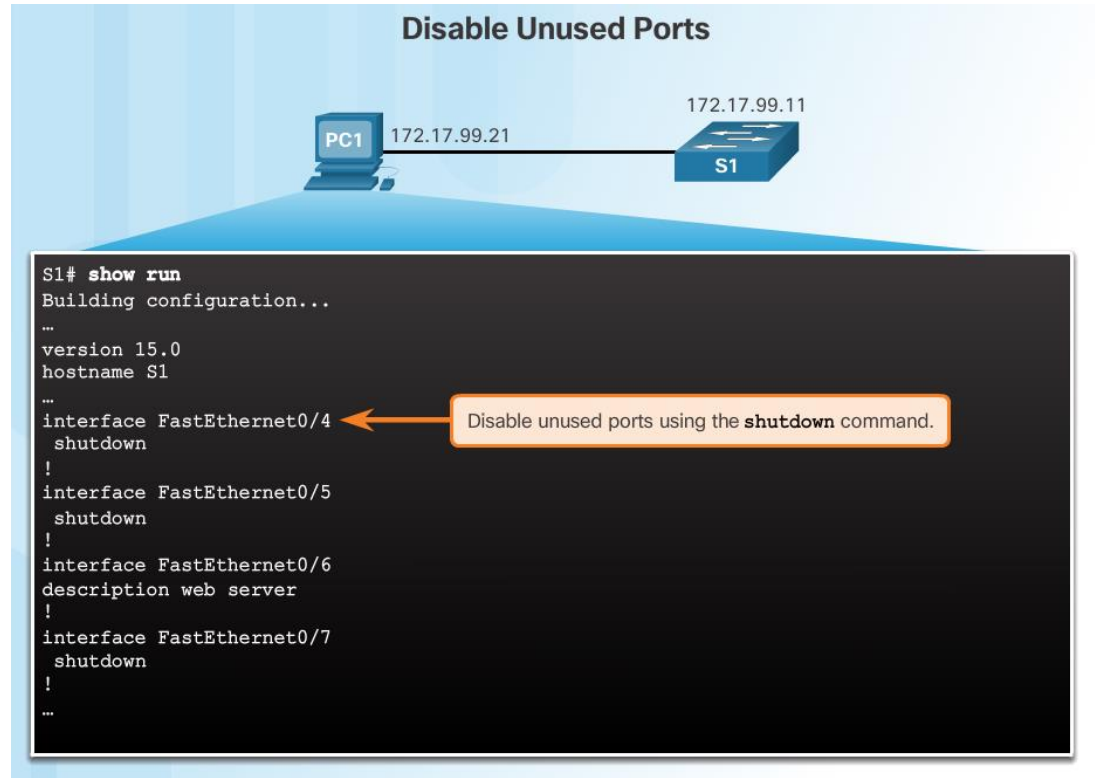 Disable Unused Ports
172.17.99.11
PC1
172.17.99.21
S1
S1# show run
Building configuration...
…
version 15.0
hostname S1
…
interface FastEthernet0/4
Disable unused ports using the shutdown command.
 shutdown
!
interface FastEthernet0/5
 shutdown
!
interface FastEthernet0/6
description web server
!
interface FastEthernet0/7
 shutdown
!
…